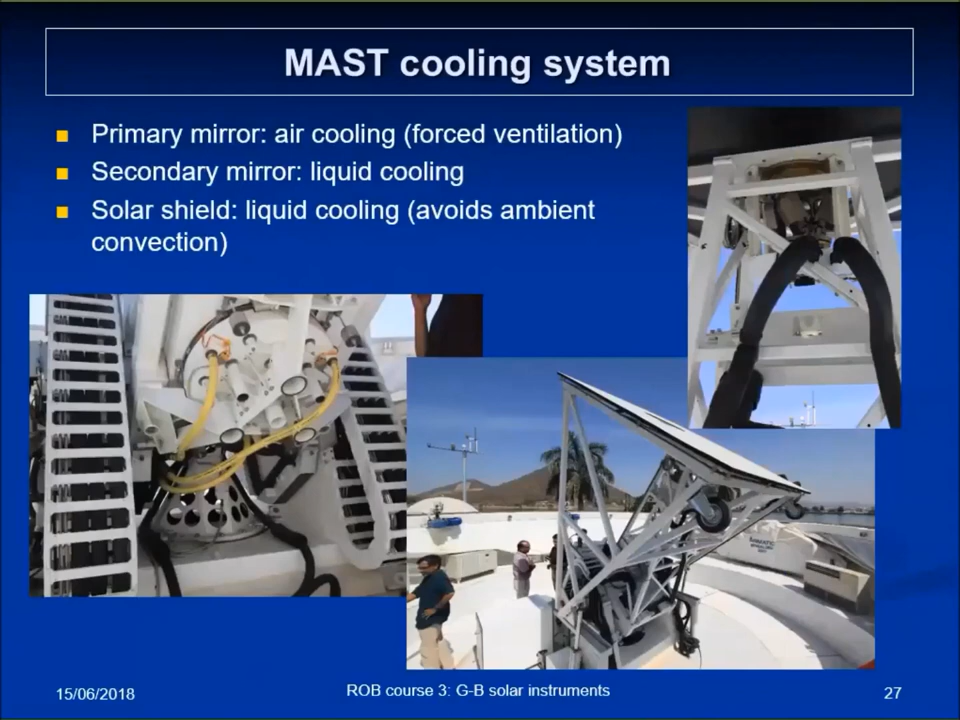 MAST cooling system
Primary mirror: air cooling (forced ventilation)
Secondary mirror: liquid cooling
Solar shield: liquid cooling (avoids ambient
convection)
15/06/2018
ROB course 3: G-B solar instruments
27